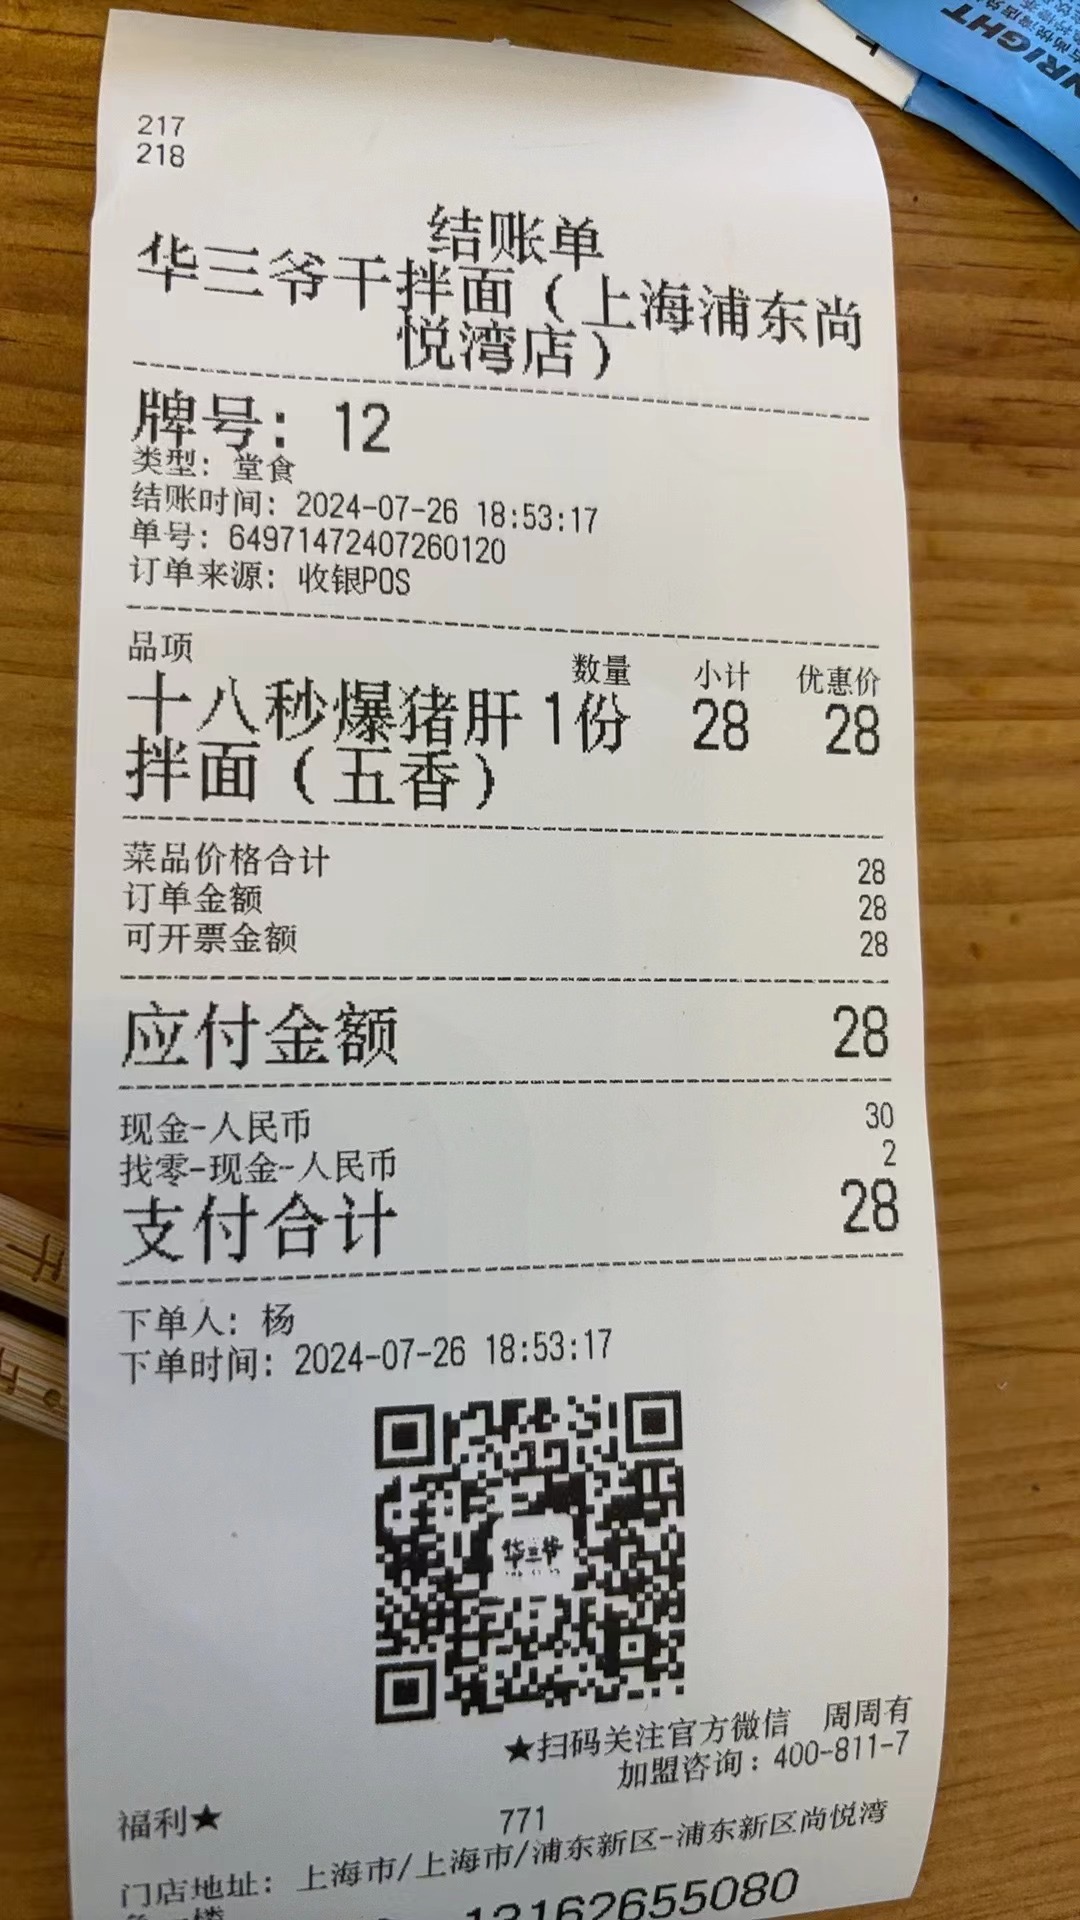 NRIGHT
217
218
结账单
华三爷干拌面（上海浦东尚
悦湾店）
牌号：12
类型：堂食
结账时间：2024-07-26 18:53:17
单号：64971472407260120
订单来源：收银POS
品项 数量 小计 优惠价
十八秒爆猪肝 1份 28 28
拌面（五香）
菜品价格合计 28
订单金额 28
可开票金额 28
应付金额 28
现金-人民币 30
找零-现金-人民币 2
支付合计 28
下单人：杨
下单时间：2024-07-26 18:53:17
华三爷
★扫码关注官方微信 周周有
加盟咨询：400-811-7
福利★ 771
门店地址：上海市/上海市/浦东新区-浦东新区尚悦湾
13162655080